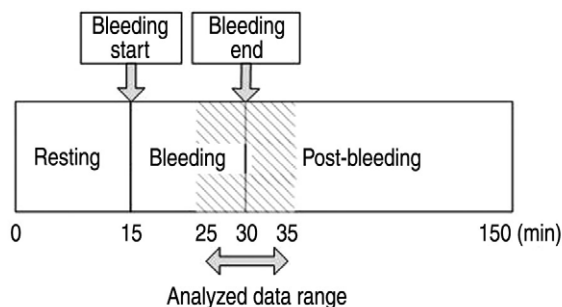 Bleeding
start
Bleeding
end
Resting
Bleeding
Post-bleeding
0 15 25 30 35 150 (min)
Analyzed data range